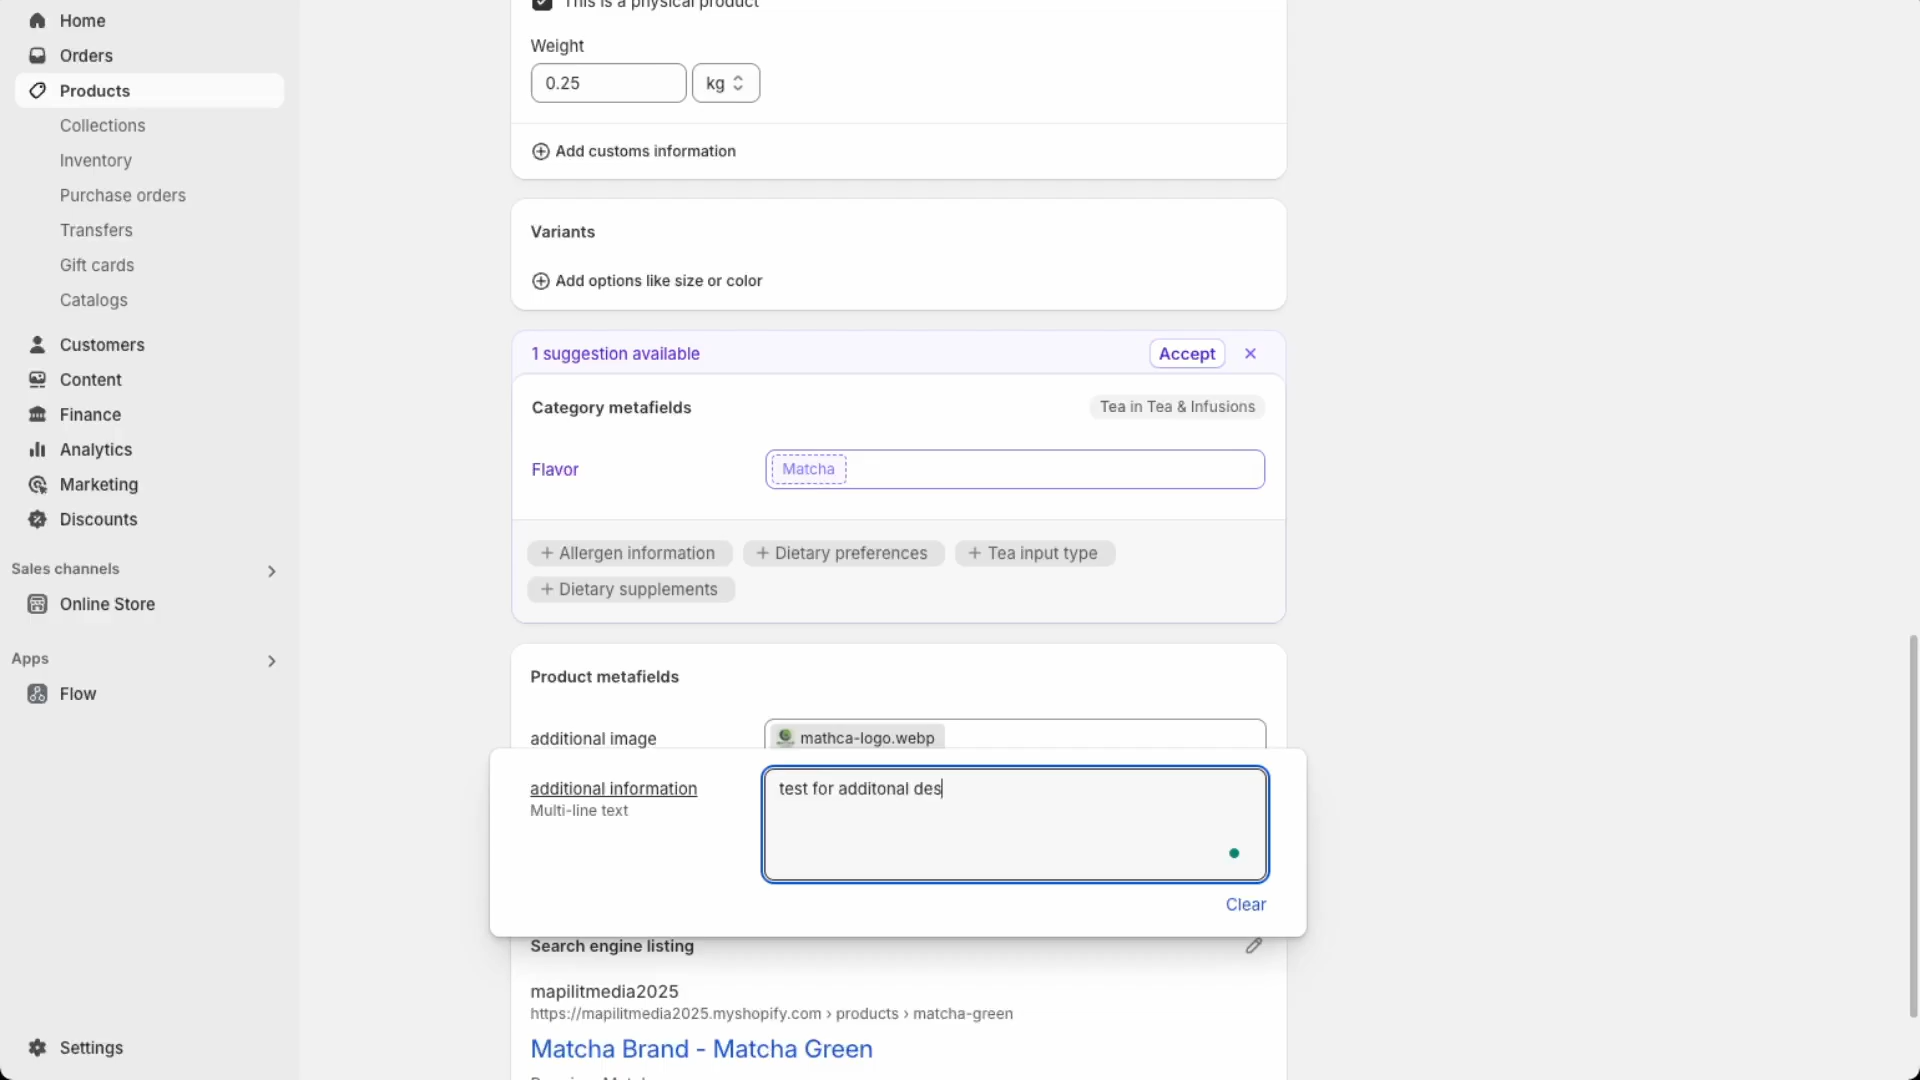 Home
Orders
Products
Collections
Inventory
Purchase orders
Transfers
Gift cards
Catalogs
Customers
Content
Finance
Analytics
Marketing
Discounts
Sales channels
Online Store
Apps
Flow
Settings
This is a physical product
Weight
0.25 kg
Add customs information
Variants
Add options like size or color
1 suggestion available Accept
Category metafields Tea in Tea & Infusions
Flavor Matcha
+ Allergen information + Dietary preferences + Tea input type
+ Dietary supplements
Product metafields
additional image mathca-logo.webp
additional information test for additonal des
Multi-line text
Clear
Search engine listing
mapilitmedia2025
https://mapilitmedia2025.myshopify.com › products › matcha-green
Matcha Brand - Matcha Green